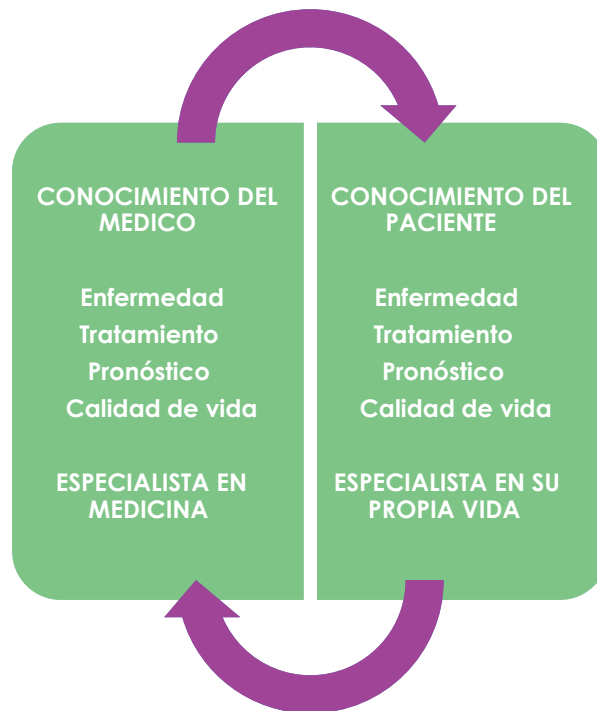 CONOCIMIENTO DEL
MEDICO
Enfermedad
Tratamiento
Pronóstico
Calidad de vida
ESPECIALISTA EN
MEDICINA
CONOCIMIENTO DEL
PACIENTE
Enfermedad
Tratamiento
Pronóstico
Calidad de vida
ESPECIALISTA EN SU
PROPIA VIDA